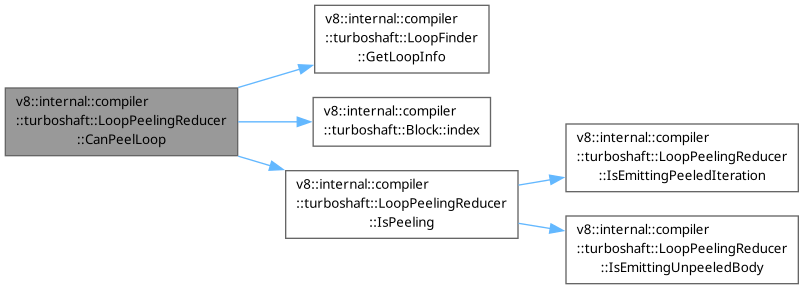 v8::internal::compiler
::turboshaft::LoopPeelingReducer
::CanPeelLoop
v8::internal::compiler
::turboshaft::LoopFinder
::GetLoopInfo
v8::internal::compiler
::turboshaft::Block::index
v8::internal::compiler
::turboshaft::LoopPeelingReducer
::IsPeeling
v8::internal::compiler
::turboshaft::LoopPeelingReducer
::IsEmittingPeeledIteration
v8::internal::compiler
::turboshaft::LoopPeelingReducer
::IsEmittingUnpeeledBody